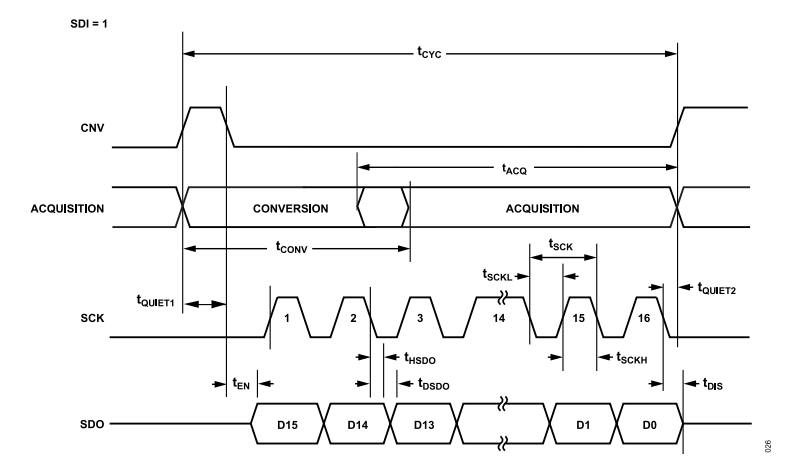 SDI = 1
tCYC
CNV
tACQ
ACQUISITION
CONVERSION
ACQUISITION
tCONV
tSCK
tSCKL
tQUIET1
tQUIET2
SCK
1
2
3
14
15
16
tHSDO
tSCKH
tEN
tDSDO
tDIS
SDO
D15
D14
D13
D1
D0
026